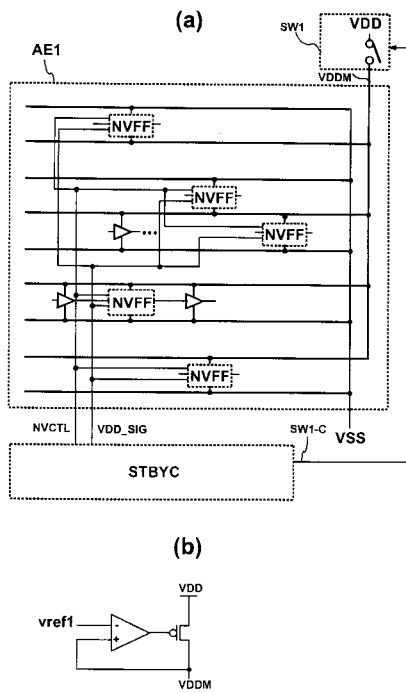 (a)
SW1
VDD
VDDM
AE1
NVFF
NVFF
NVFF
NVFF
NVFF
NVCTL
VDD_SIG
VSS
SW1-C
STBYC
(b)
VDD
vref1
-
+
VDDM